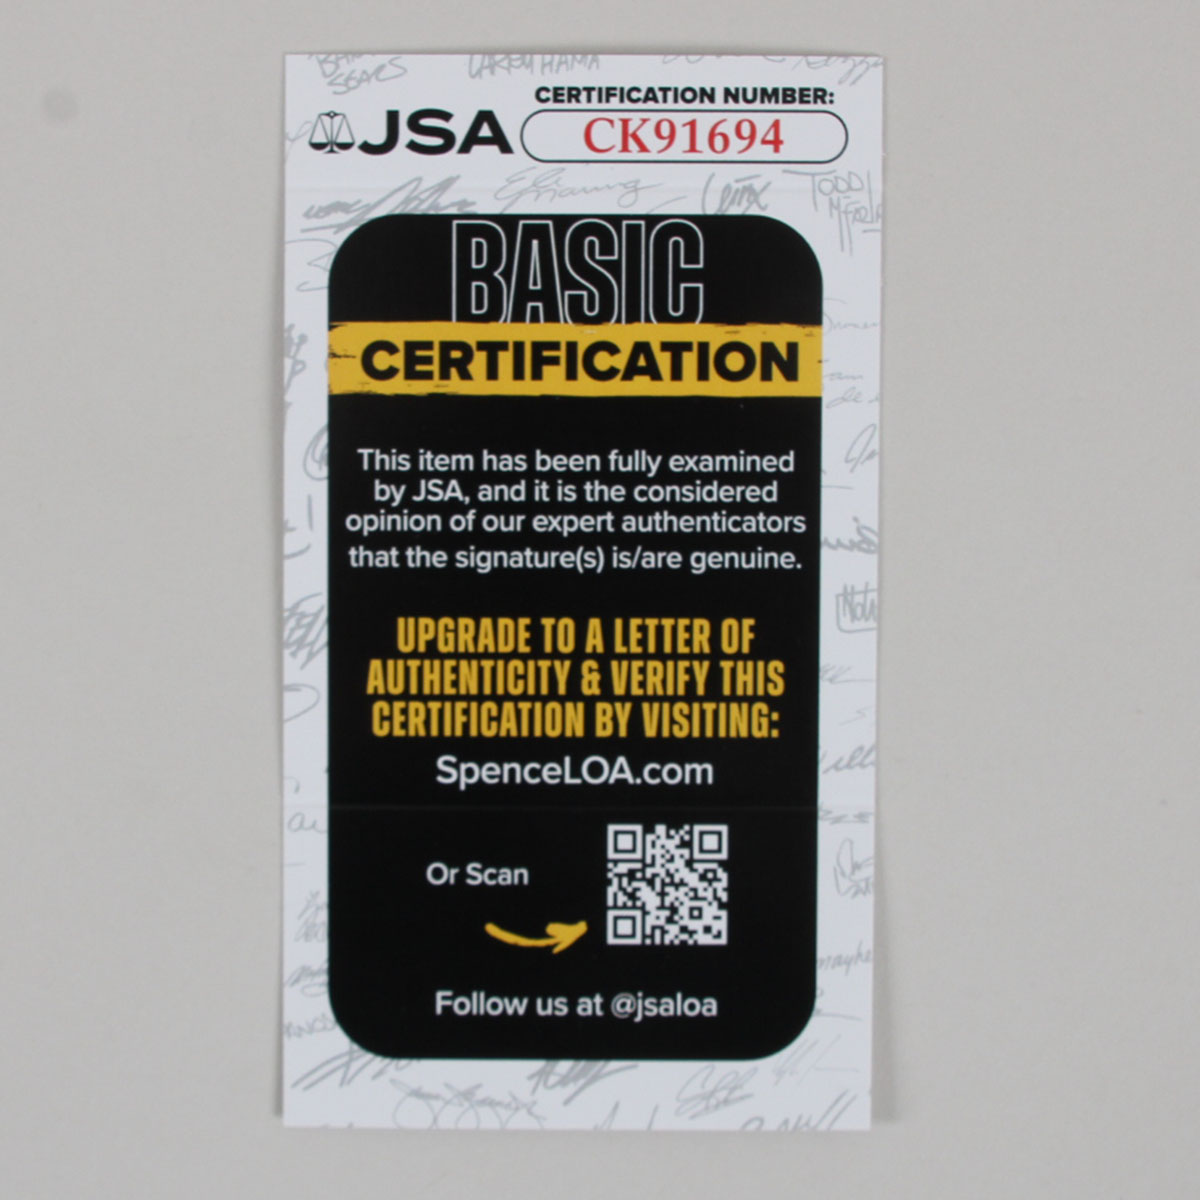 CERTIFICATION NUMBER:
JSA CK91694
BASIC
CERTIFICATION
This item has been fully examined
by JSA, and it is the considered
opinion of our expert authenticators
that the signature(s) is/are genuine.
UPGRADE TO A LETTER OF
AUTHENTICITY & VERIFY THIS
CERTIFICATION BY VISITING:
SpenceLOA.com
Or Scan
Follow us at @jsaloa